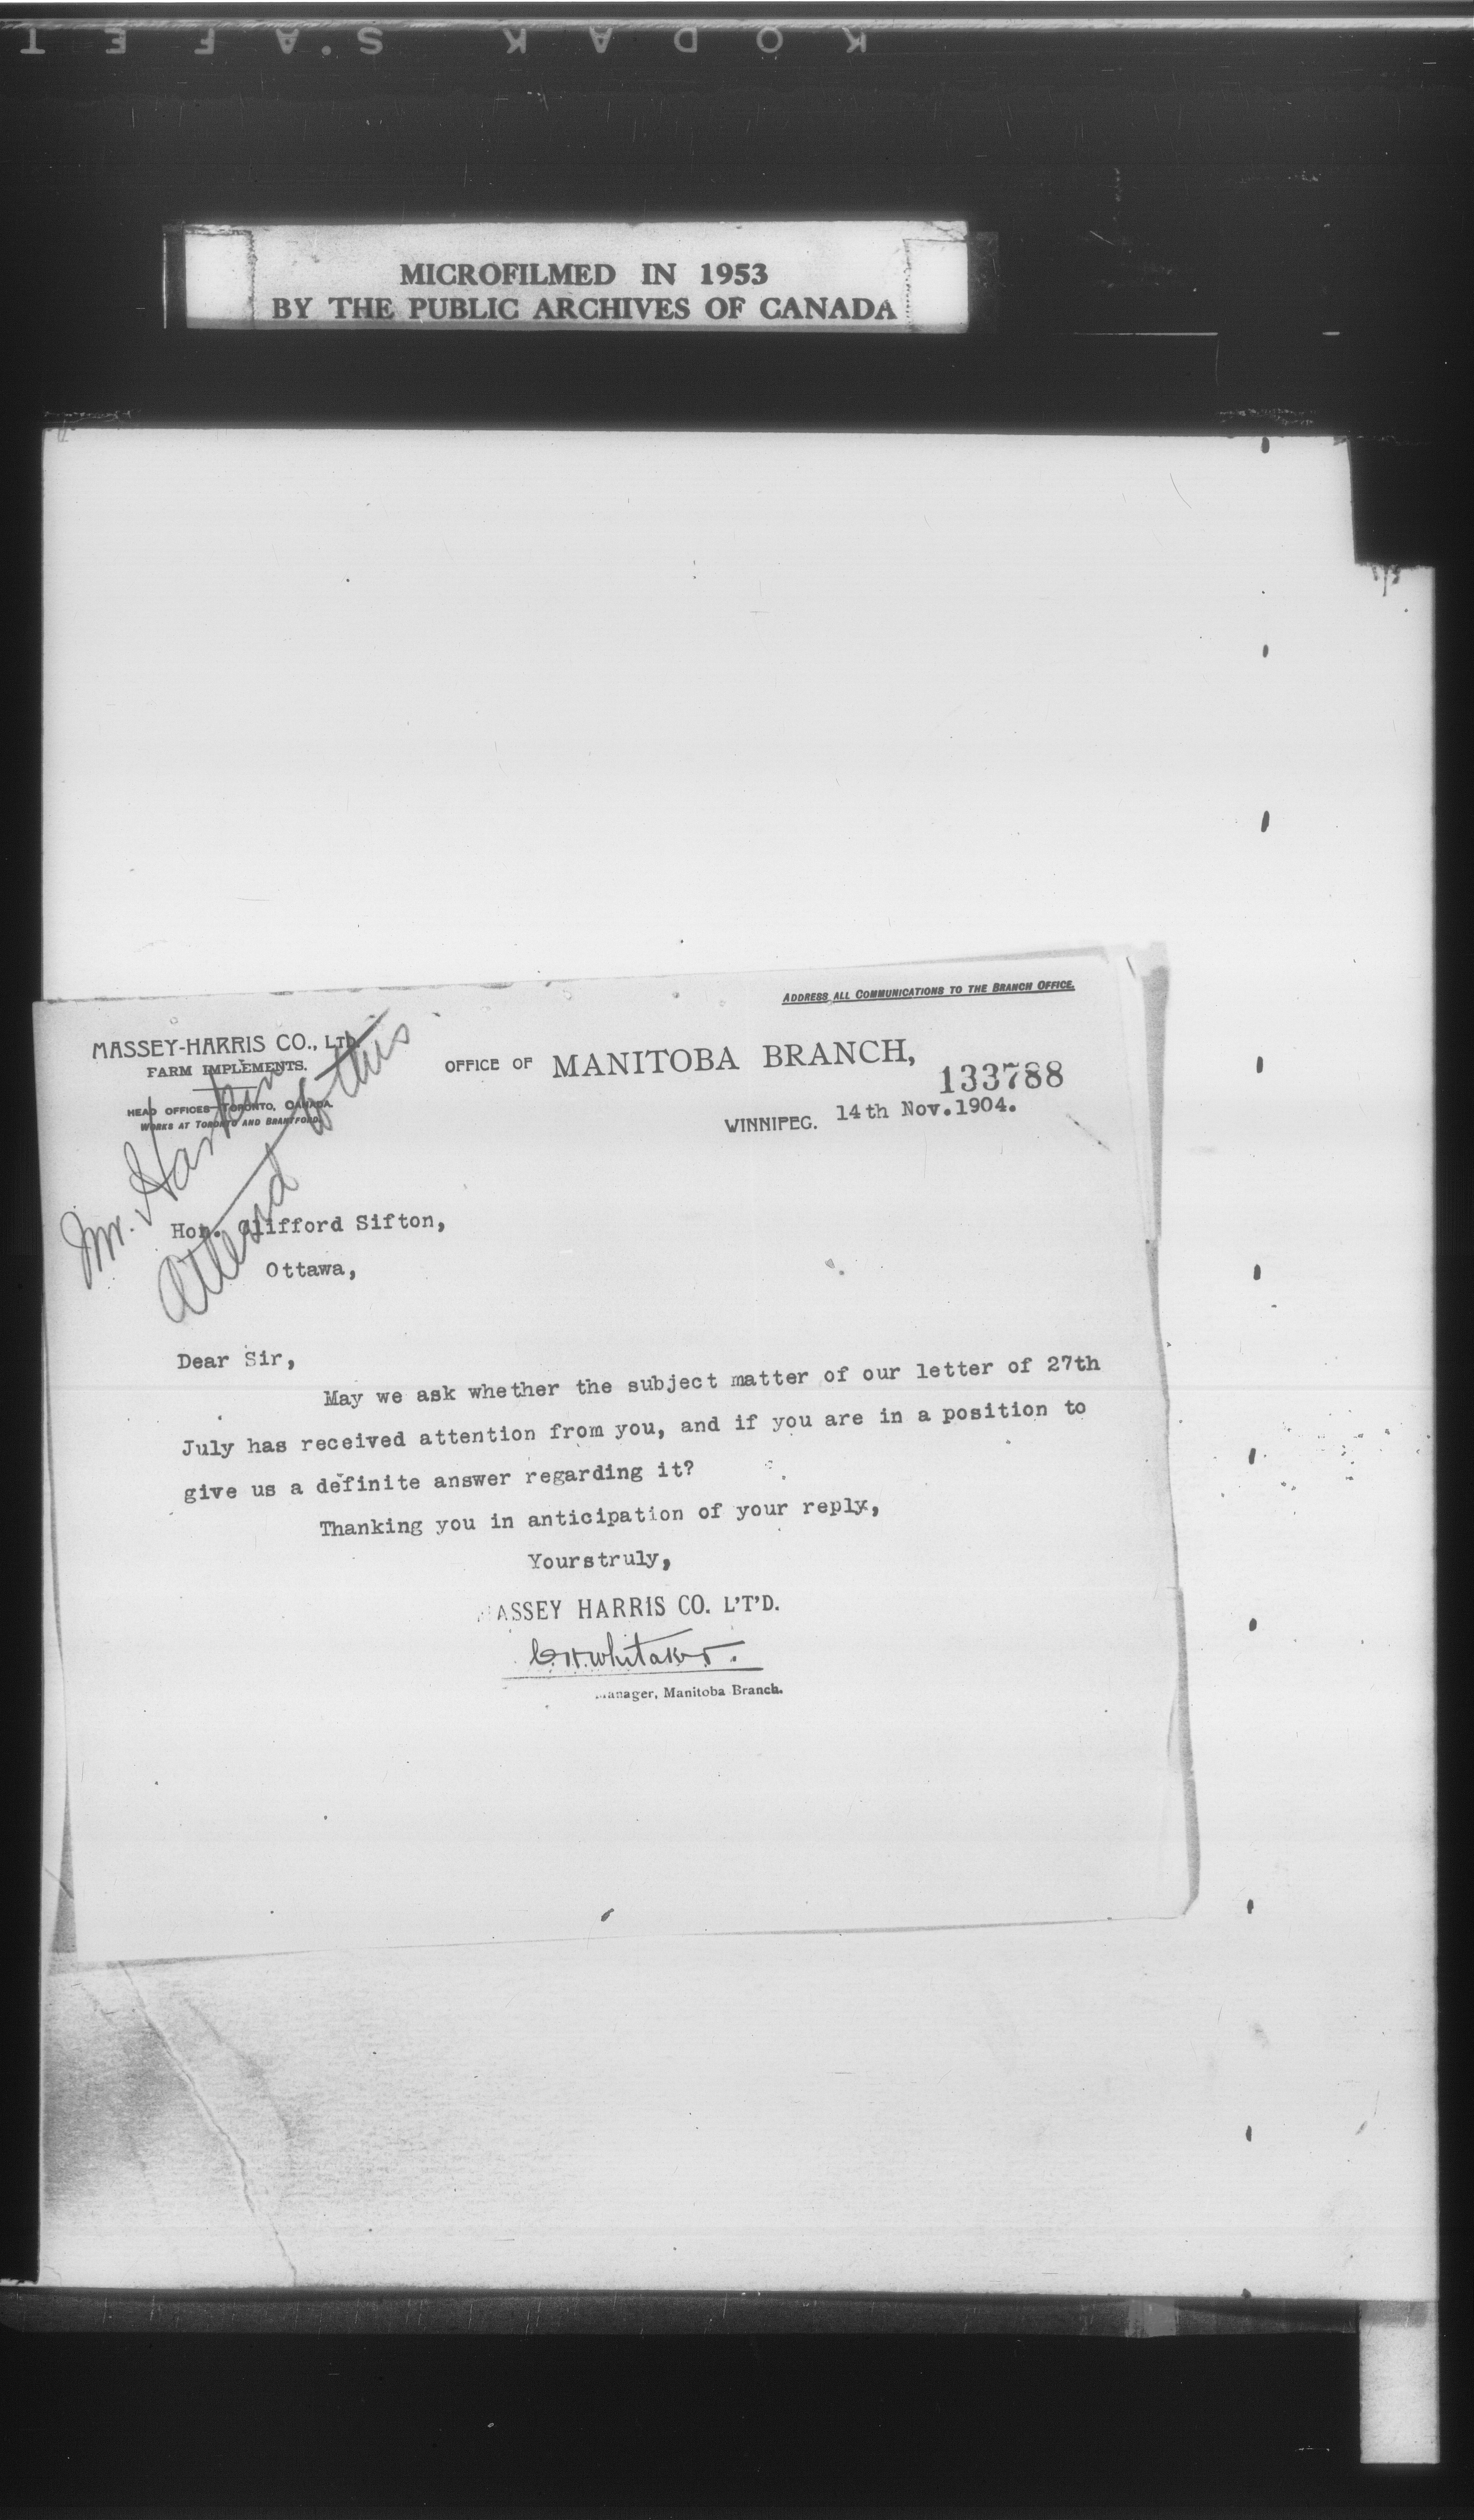 KODAK SAFET
MICROFILMED IN 1953
BY THE PUBLIC ARCHIVES OF CANADA
ADDRESS ALL COMMUNICATIONS TO THE BRANCH OFFICE.
MASSEY-HARRIS CO., LTD.
FARM IMPLEMENTS.
HEAD OFFICES—TORONTO, CANADA.
WORKS AT TORONTO AND BRANTFORD.
OFFICE OF MANITOBA BRANCH,
133788
WINNIPEG. 14th Nov. 1904.
Mr. Harkin
Attend to this
Hon. Clifford Sifton,
Ottawa,
Dear Sir,
May we ask whether the subject matter of our letter of 27th
July has received attention from you, and if you are in a position to
give us a definite answer regarding it?
Thanking you in anticipation of your reply,
Yourstruly,
MASSEY HARRIS CO. L'T'D.
Whitaker.
Manager, Manitoba Branch.